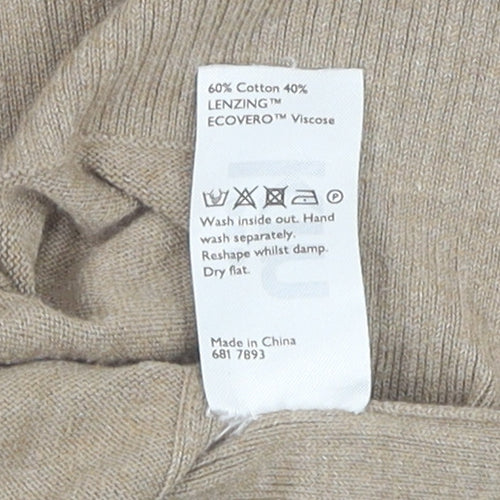 60% Cotton 40%
LENZING™
ECOVERO™ Viscose
P
Wash inside out. Hand
wash separately.
Reshape whilst damp.
Dry flat.
Made in China
681 7893